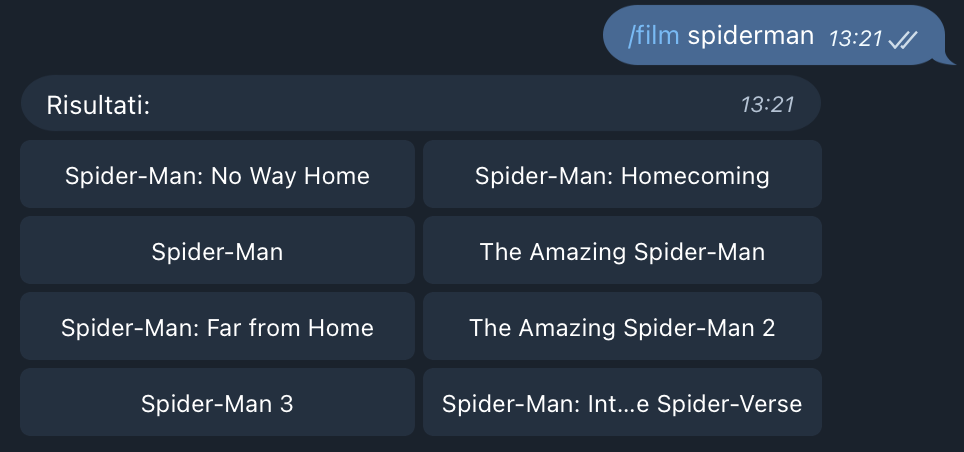 /film spiderman 13:21
Risultati: 13:21
Spider-Man: No Way Home
Spider-Man: Homecoming
Spider-Man
The Amazing Spider-Man
Spider-Man: Far from Home
The Amazing Spider-Man 2
Spider-Man 3
Spider-Man: Int...e Spider-Verse